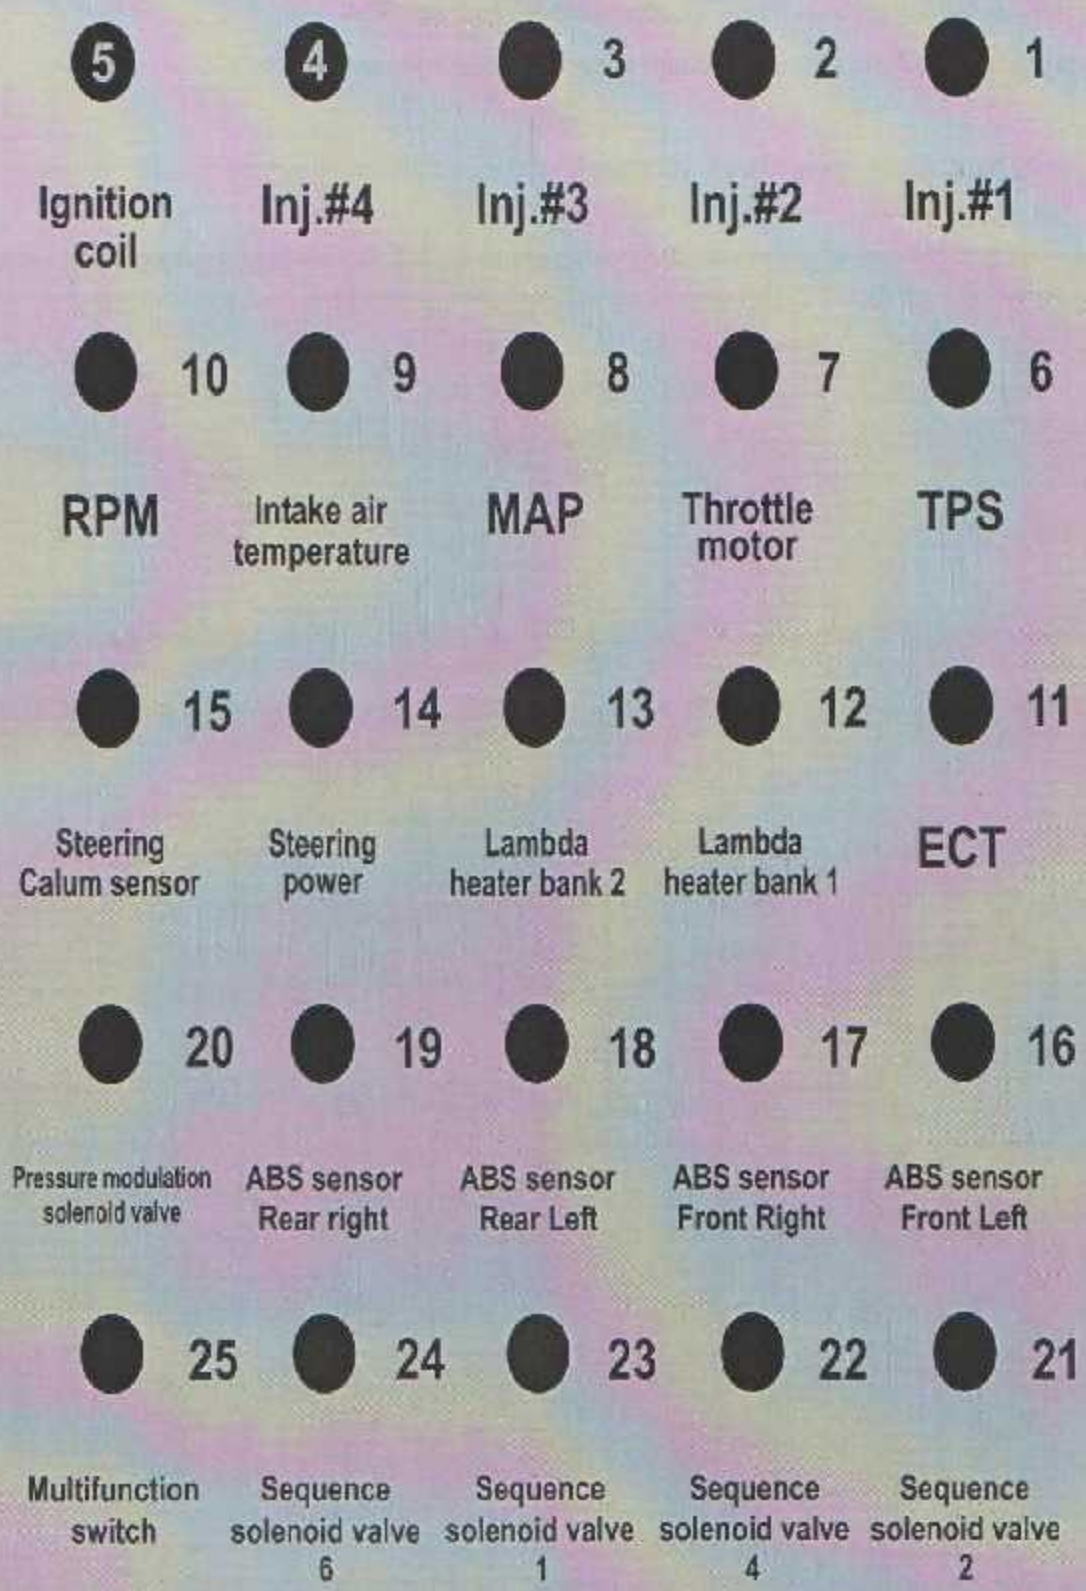 5 4 3 2 1
Ignition coil Inj.#4 Inj.#3 Inj.#2 Inj.#1
10 9 8 7 6
RPM Intake air temperature MAP Throttle motor TPS
15 14 13 12 11
Steering Calum sensor Steering power Lambda heater bank 2 Lambda heater bank 1 ECT
20 19 18 17 16
Pressure modulation solenoid valve ABS sensor Rear right ABS sensor Rear Left ABS sensor Front Right ABS sensor Front Left
25 24 23 22 21
Multifunction switch Sequence solenoid valve 6 Sequence solenoid valve 1 Sequence solenoid valve 4 Sequence solenoid valve 2